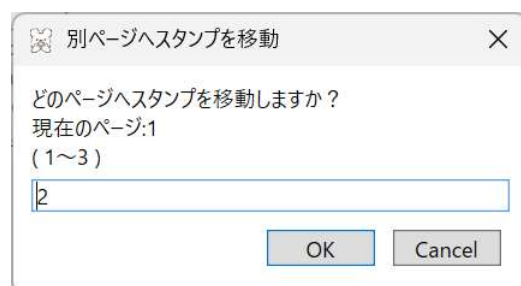 別ページへスタンプを移動
どのページへスタンプを移動しますか？
現在のページ:1
( 1～3 )
2
OK Cancel